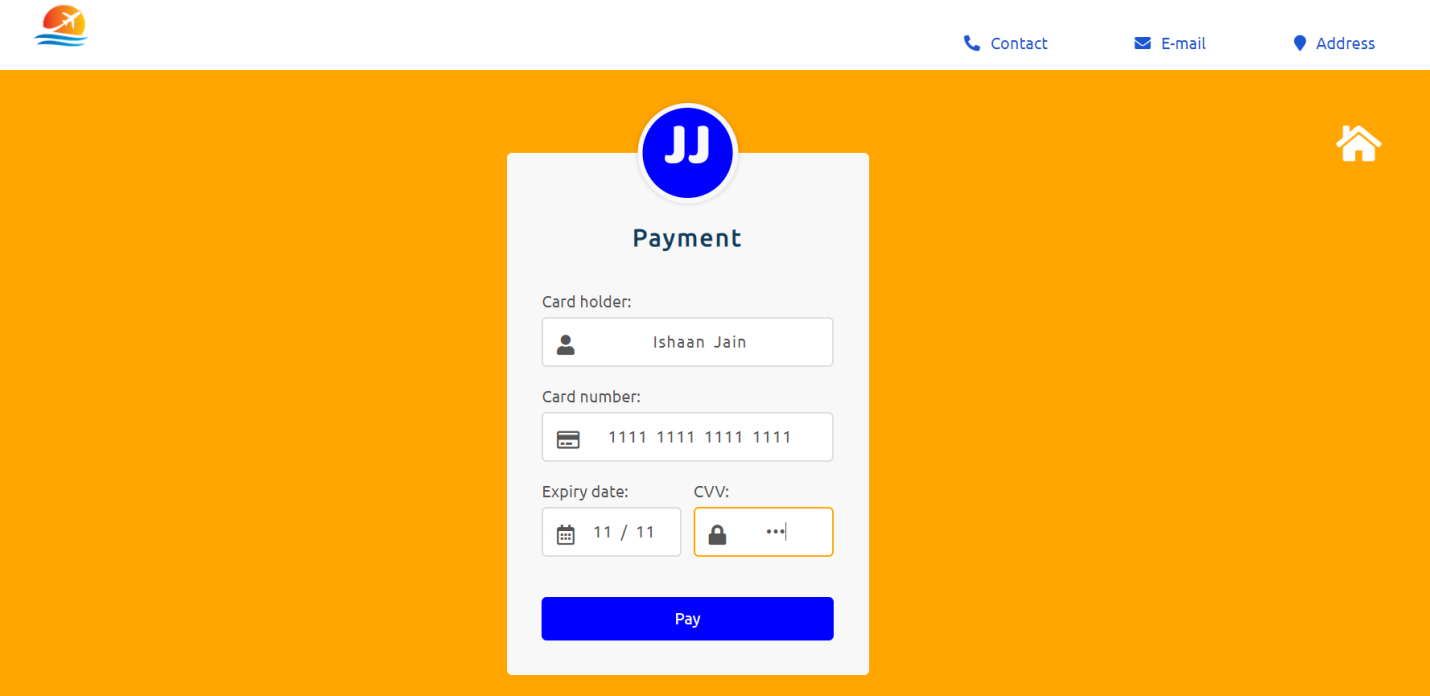 Contact E-mail Address
JJ
Payment
Card holder:
Ishaan Jain
Card number:
1111 1111 1111 1111
Expiry date: CVV:
11 / 11 •••
Pay